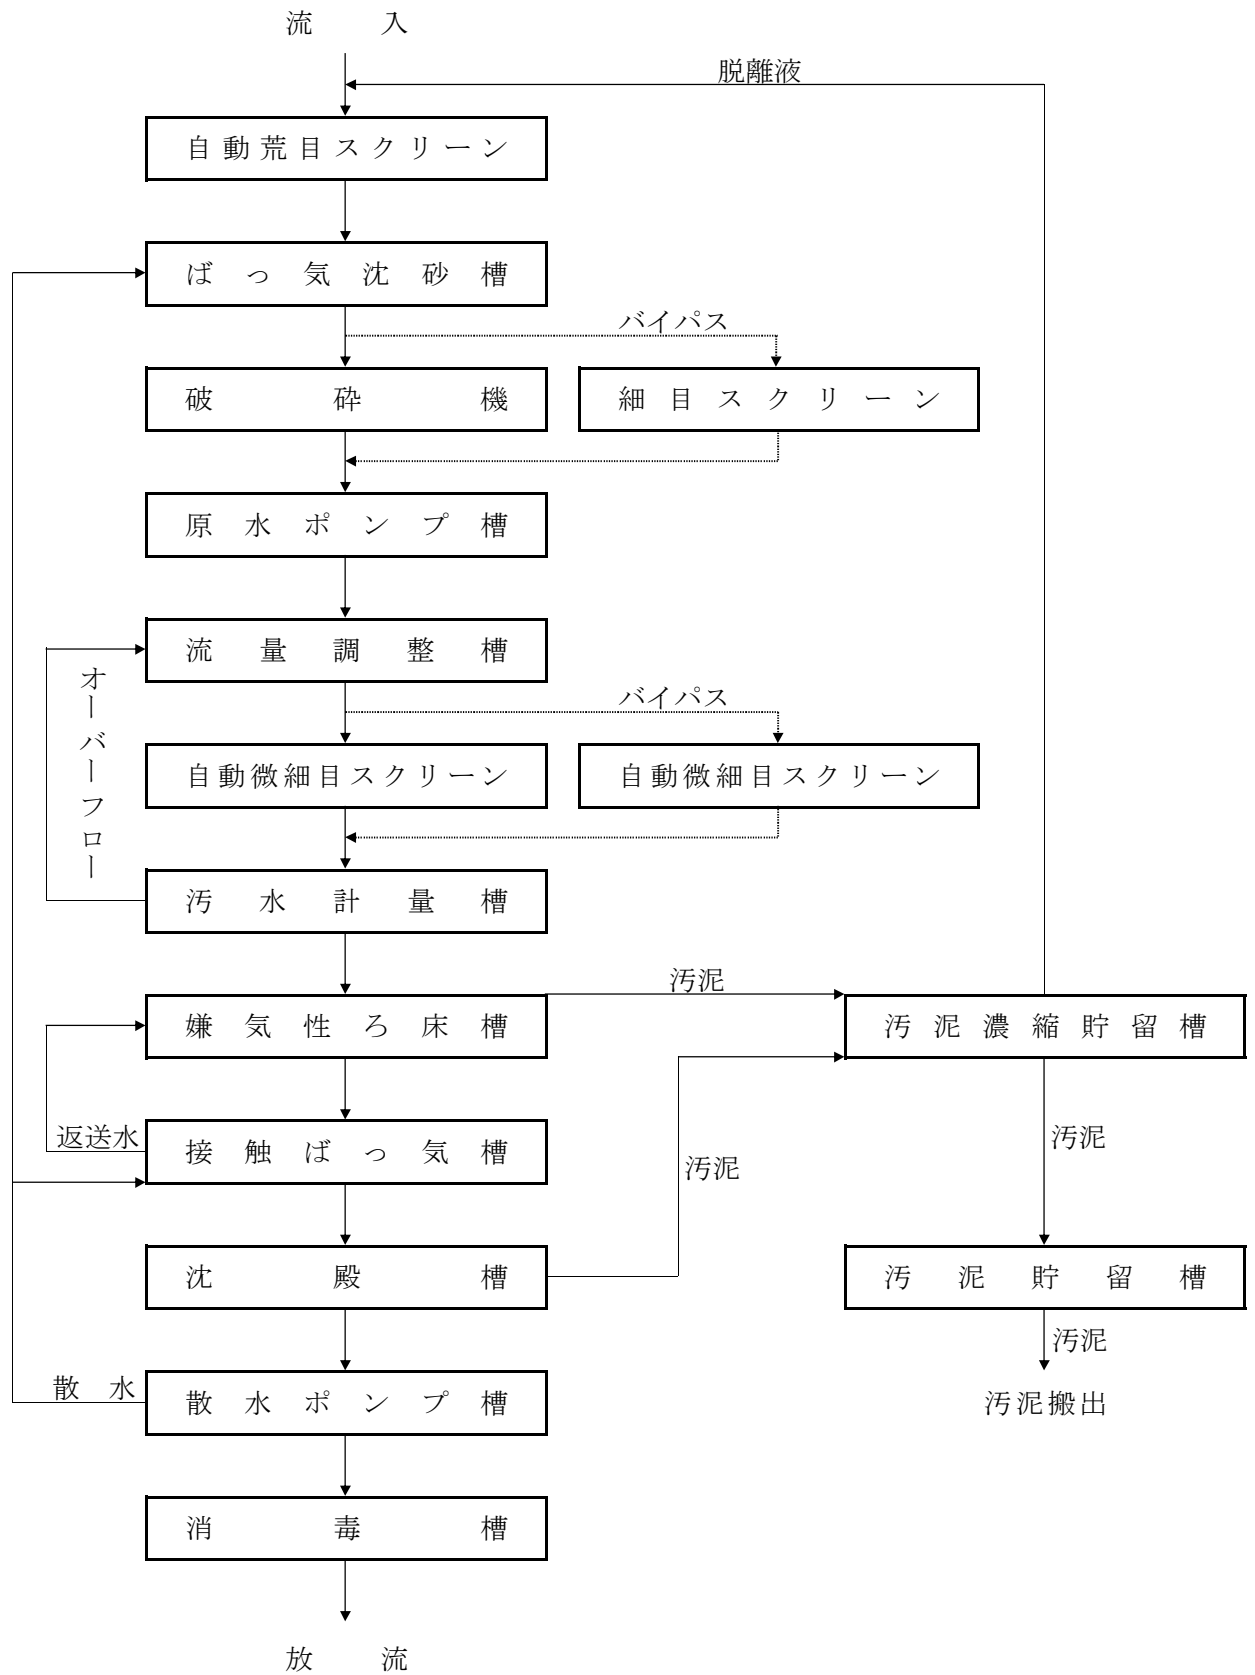 流入
脱離液
自動荒目スクリーン
ばっ気沈砂槽
バイパス
破砕機
細目スクリーン
原水ポンプ槽
流量調整槽
オーバーフロー
バイパス
自動微細目スクリーン
自動微細目スクリーン
汚水計量槽
汚泥
嫌気性ろ床槽
汚泥濃縮貯留槽
返送水
接触ばっ気槽
汚泥
汚泥
沈殿槽
汚泥貯留槽
汚泥
散水
散水ポンプ槽
汚泥搬出
消毒槽
放流